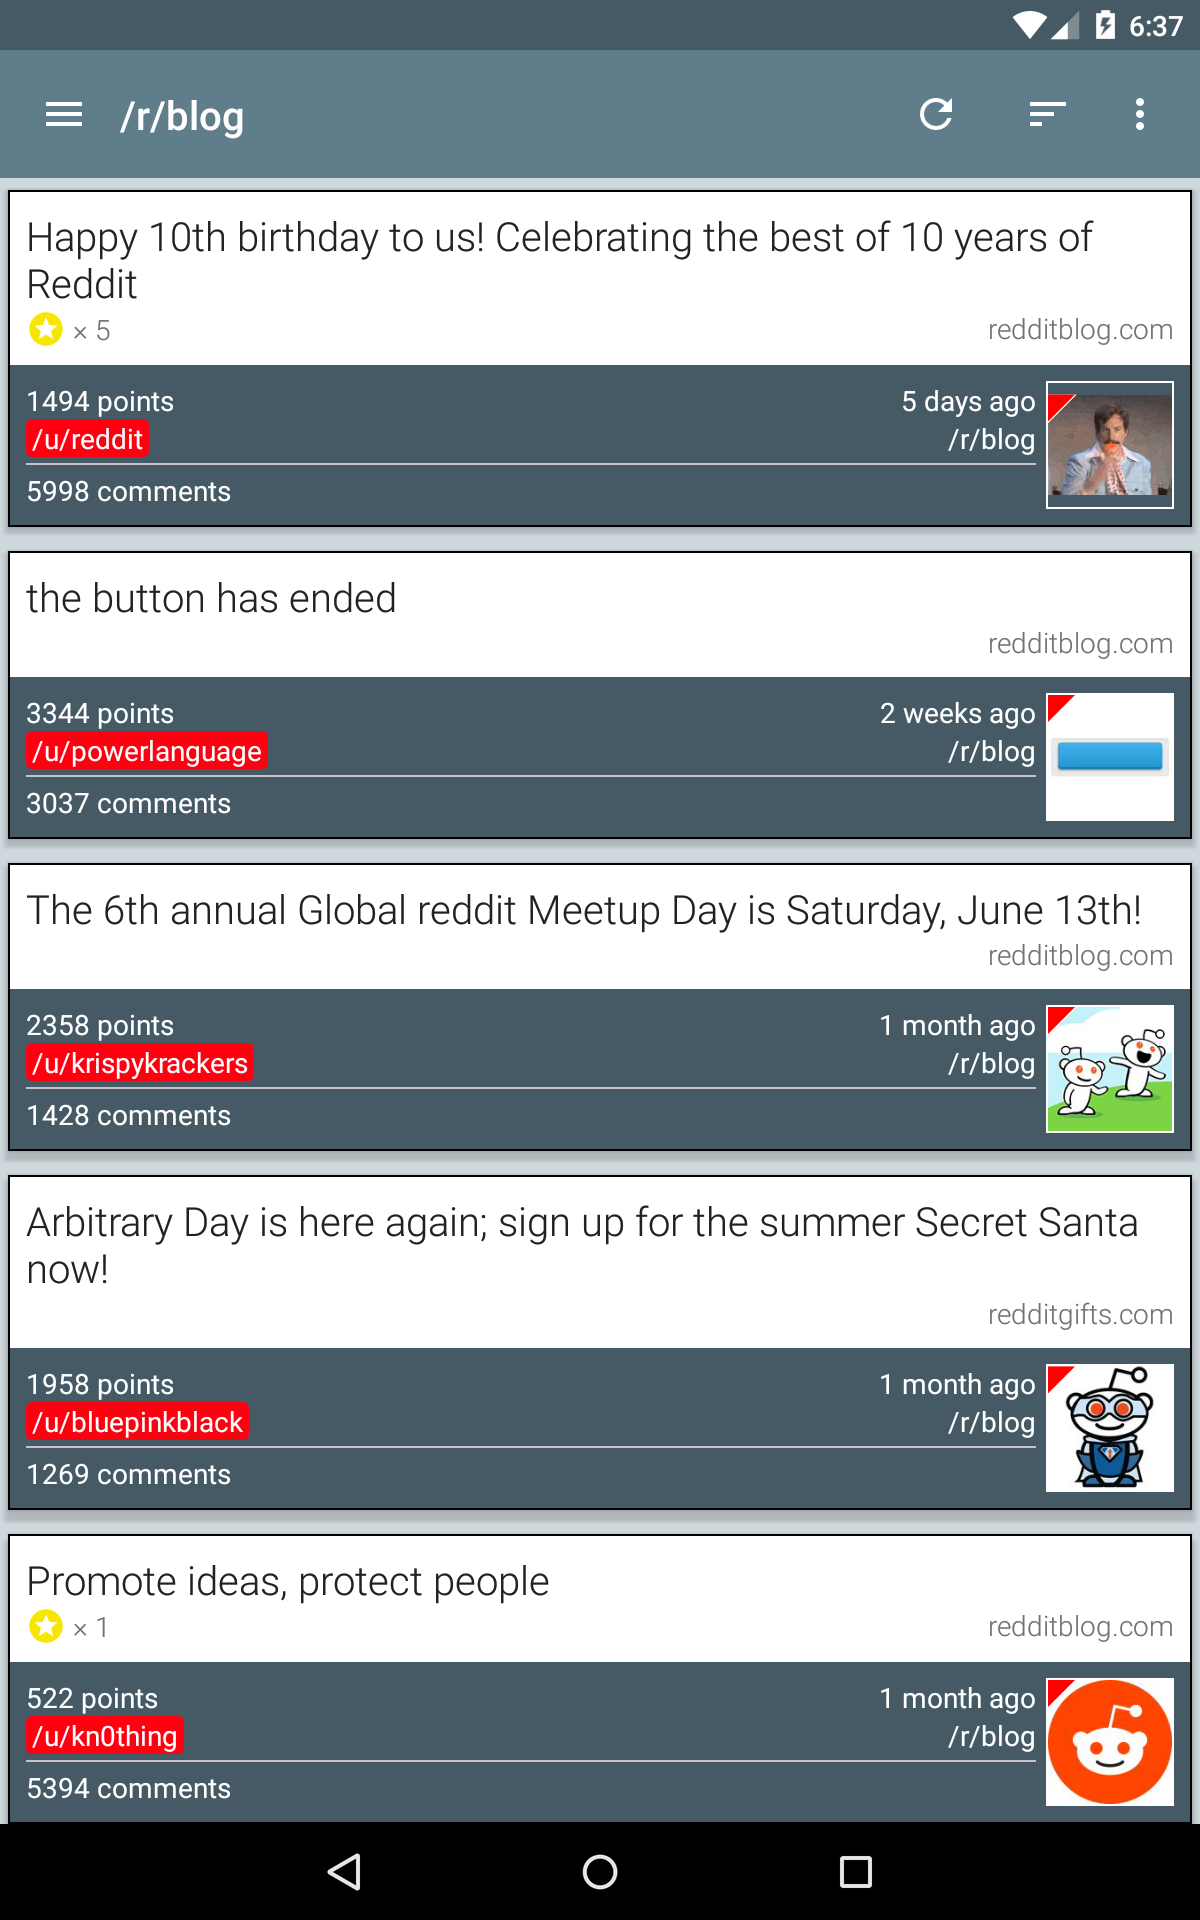 6:37
/r/blog
Happy 10th birthday to us! Celebrating the best of 10 years of
Reddit
× 5
redditblog.com
1494 points
5 days ago
/u/reddit
/r/blog
5998 comments
the button has ended
redditblog.com
3344 points
2 weeks ago
/u/powerlanguage
/r/blog
3037 comments
The 6th annual Global reddit Meetup Day is Saturday, June 13th!
redditblog.com
2358 points
1 month ago
/u/krispykrackers
/r/blog
1428 comments
Arbitrary Day is here again; sign up for the summer Secret Santa
now!
redditgifts.com
1958 points
1 month ago
/u/bluepinkblack
/r/blog
1269 comments
Promote ideas, protect people
× 1
redditblog.com
522 points
1 month ago
/u/kn0thing
/r/blog
5394 comments